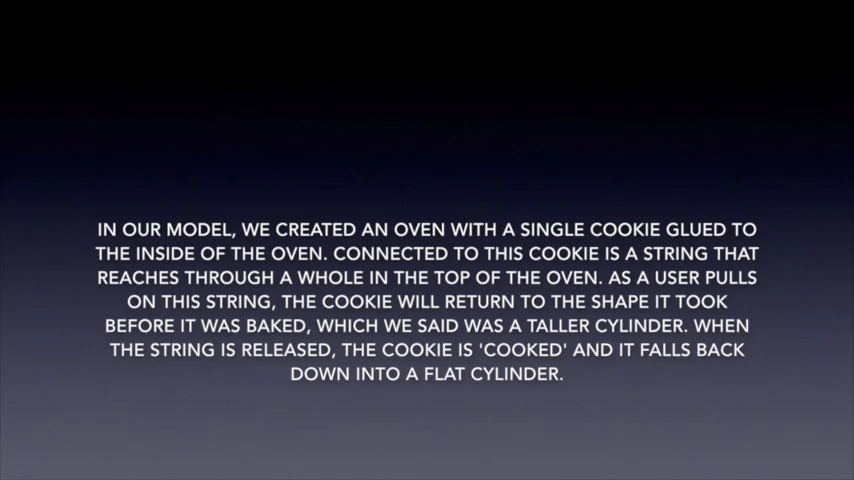 IN OUR MODEL, WE CREATED AN OVEN WITH A SINGLE COOKIE GLUED TO
THE INSIDE OF THE OVEN. CONNECTED TO THIS COOKIE IS A STRING THAT
REACHES THROUGH A WHOLE IN THE TOP OF THE OVEN. AS A USER PULLS
ON THIS STRING, THE COOKIE WILL RETURN TO THE SHAPE IT TOOK
BEFORE IT WAS BAKED, WHICH WE SAID WAS A TALLER CYLINDER. WHEN
THE STRING IS RELEASED, THE COOKIE IS 'COOKED' AND IT FALLS BACK
DOWN INTO A FLAT CYLINDER.